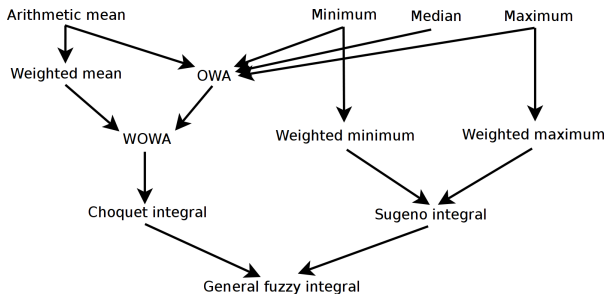 Arithmetic mean
Minimum
Median
Maximum
Weighted mean
OWA
WOWA
Weighted minimum
Weighted maximum
Choquet integral
Sugeno integral
General fuzzy integral